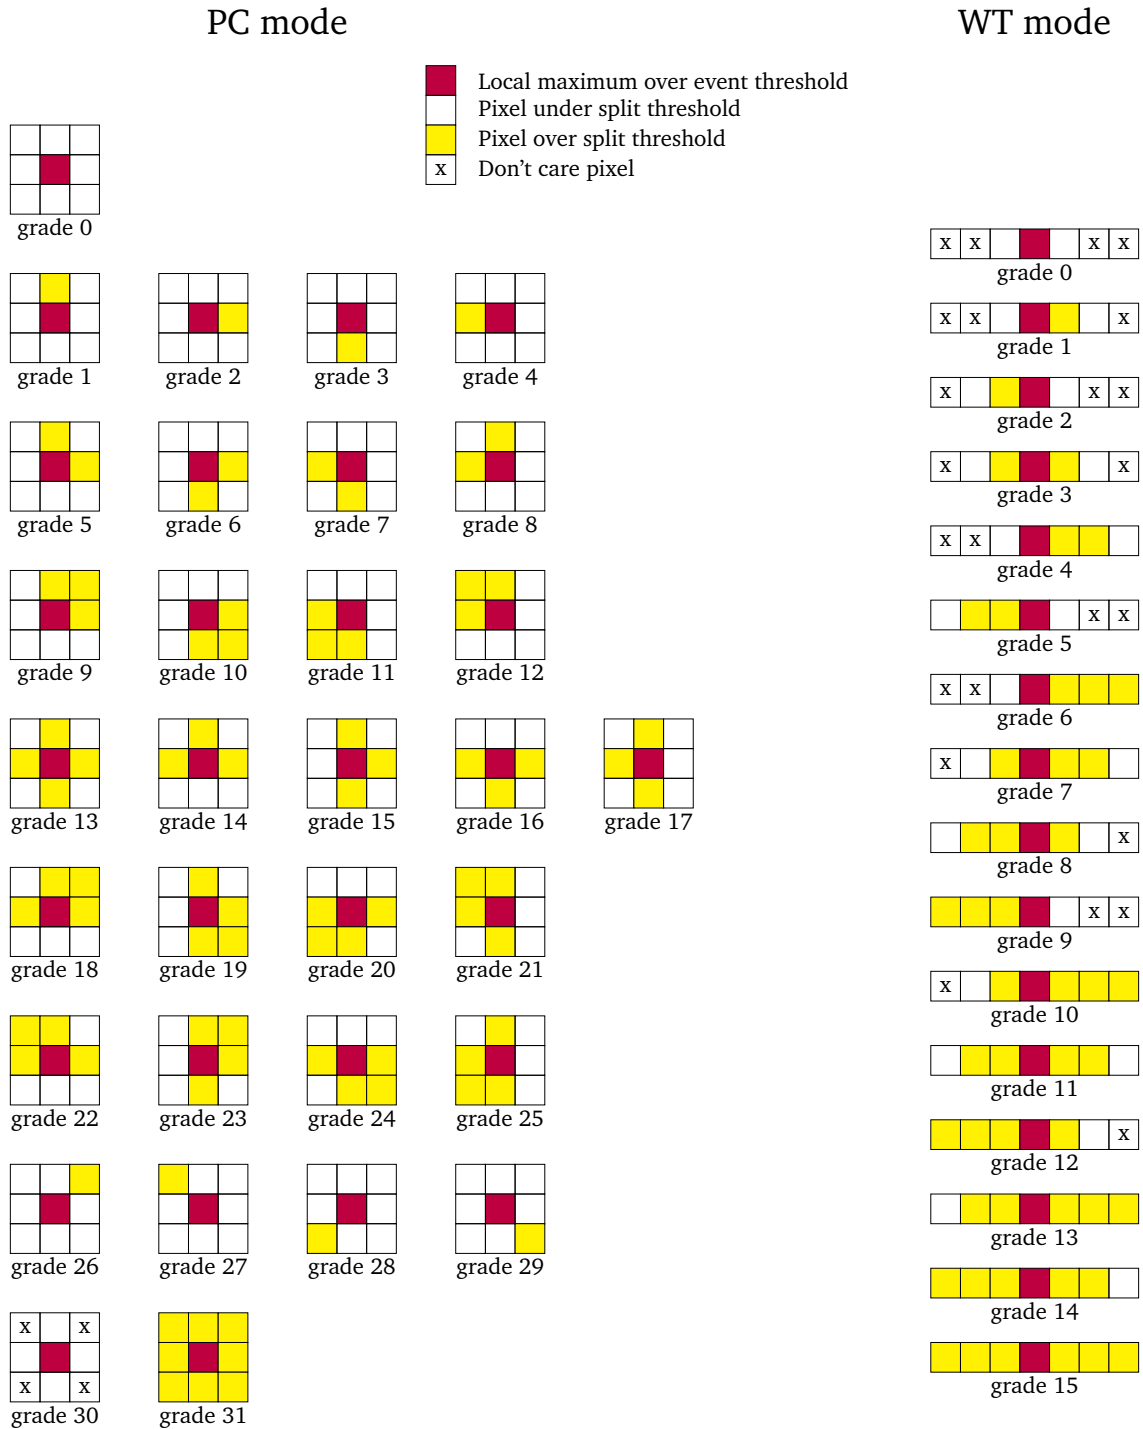 PC mode
WT mode
Local maximum over event threshold
Pixel under split threshold
Pixel over split threshold
x Don't care pixel
grade 0
grade 1 grade 2 grade 3 grade 4
grade 5 grade 6 grade 7 grade 8
grade 9 grade 10 grade 11 grade 12
grade 13 grade 14 grade 15 grade 16 grade 17
grade 18 grade 19 grade 20 grade 21
grade 22 grade 23 grade 24 grade 25
grade 26 grade 27 grade 28 grade 29
x x
x x
grade 30 grade 31
x x x x
grade 0
x x x
grade 1
x x x
grade 2
x x
grade 3
x x
grade 4
x x
grade 5
x x
grade 6
x
grade 7
x
grade 8
x x
grade 9
x
grade 10
grade 11
x
grade 12
grade 13
grade 14
grade 15